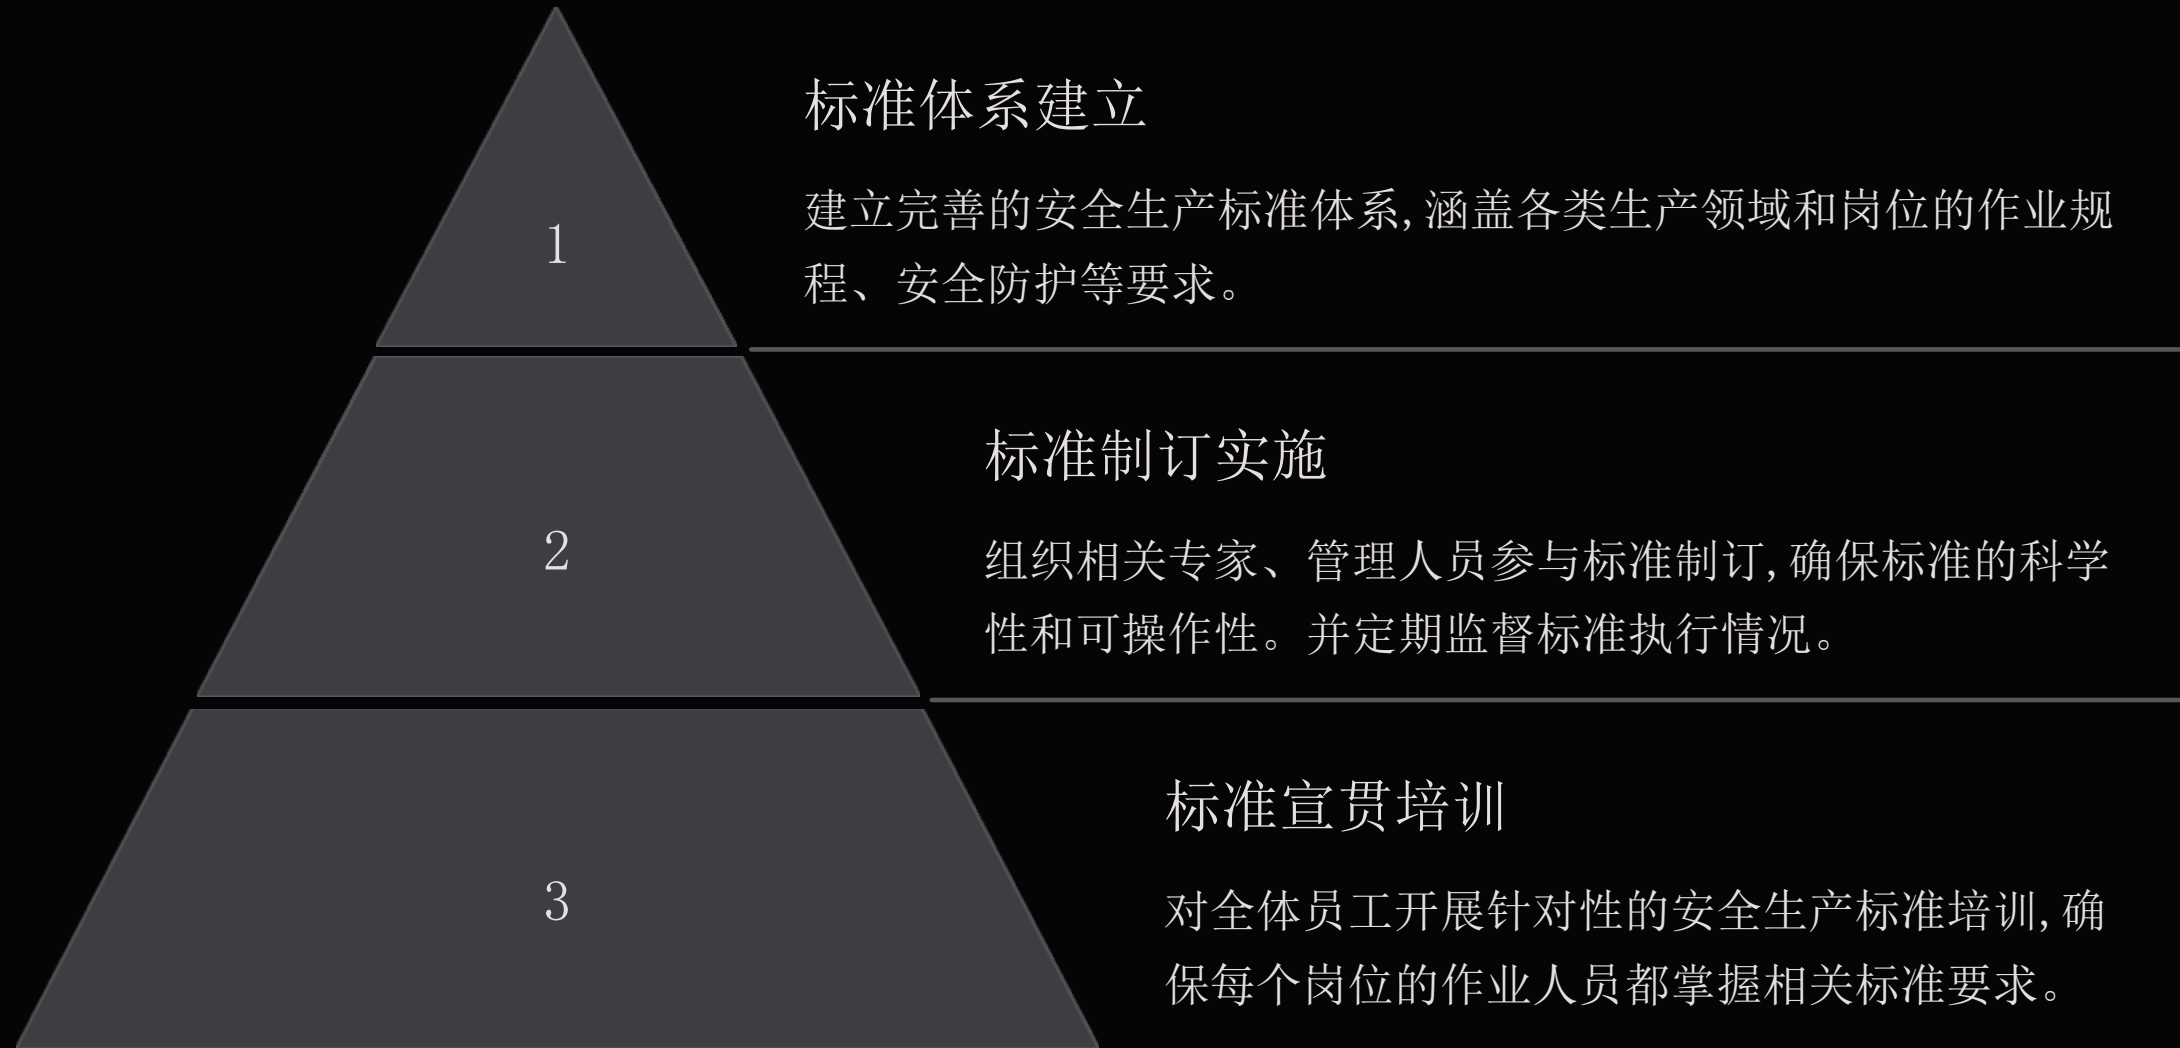 标准体系建立
建立完善的安全生产标准体系,涵盖各类生产领域和岗位的作业规
程、安全防护等要求。
1
标准制订实施
组织相关专家、管理人员参与标准制订,确保标准的科学
性和可操作性。并定期监督标准执行情况。
2
标准宣贯培训
对全体员工开展针对性的安全生产标准培训,确
保每个岗位的作业人员都掌握相关标准要求。
3